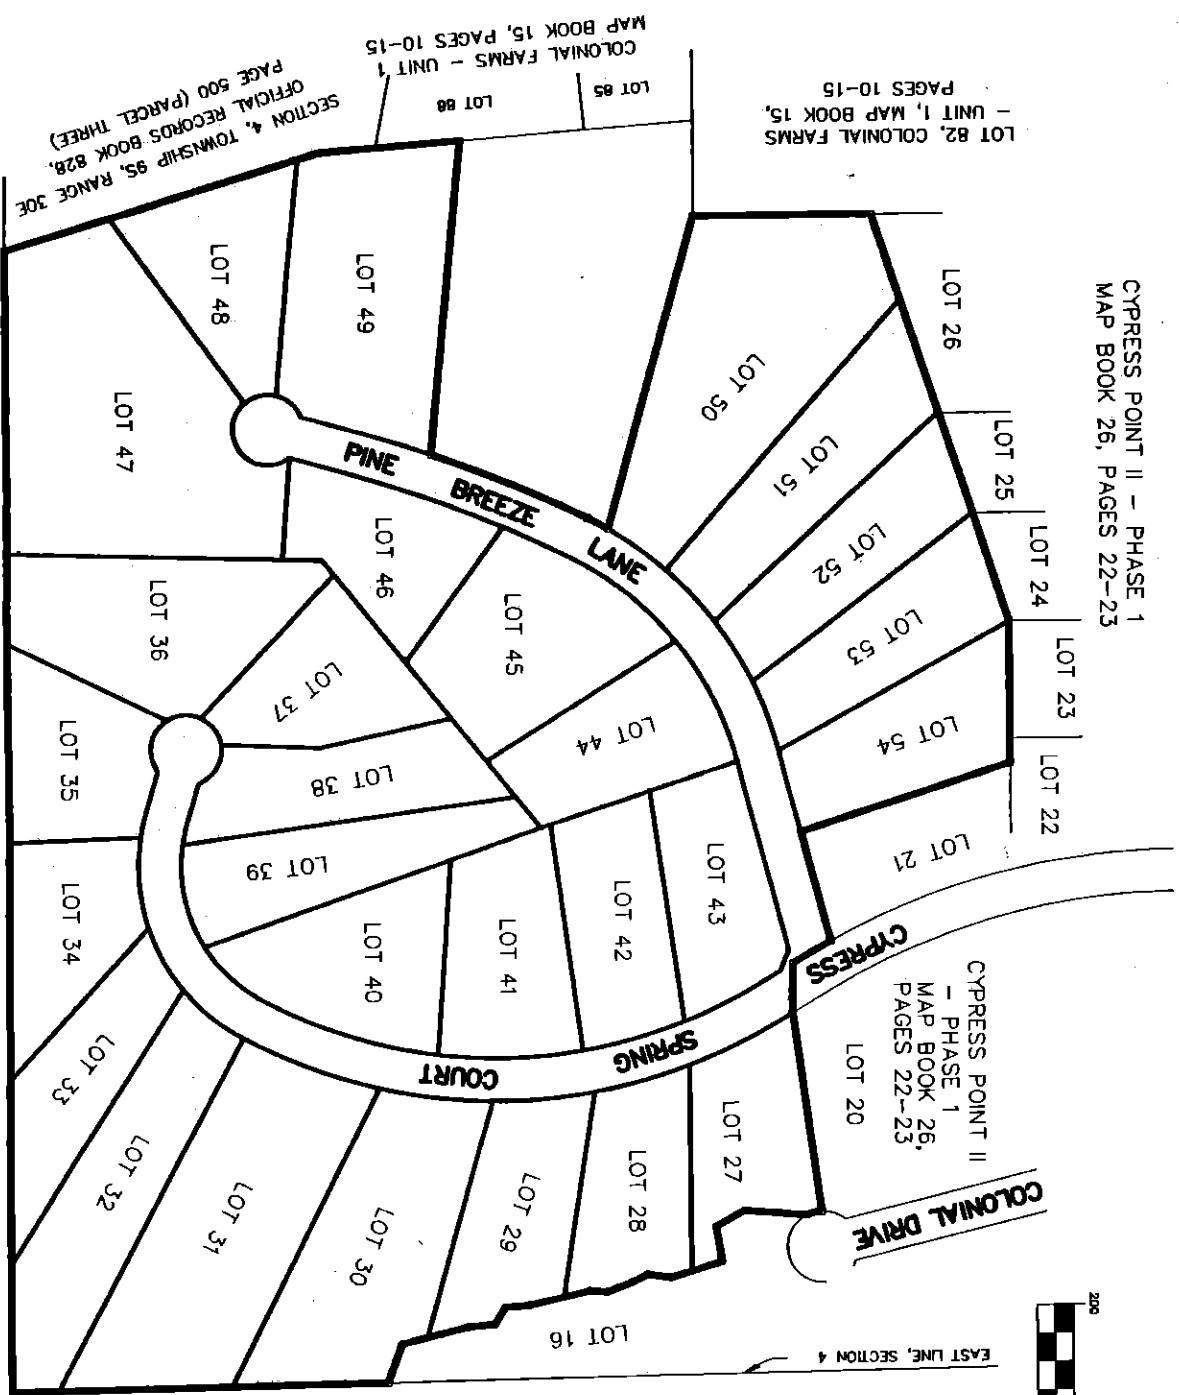 MAP BOOK 15, PAGES 10-15
COLONIAL FARMS - UNIT 1
SECTION 4, TOWNSHIP 9S, RANGE 30E
OFFICIAL RECORDS BOOK 828,
PAGE 500 (PARCEL THREE)
LOT 88
LOT 85
LOT 82, COLONIAL FARMS
- UNIT 1, MAP BOOK 15,
PAGES 10-15
CYPRESS POINT II - PHASE 1
MAP BOOK 26, PAGES 22-23
LOT 26
LOT 25
LOT 24
LOT 23
LOT 22
LOT 21
LOT 48
LOT 49
LOT 47
LOT 50
LOT 51
LOT 52
LOT 53
LOT 54
PINE BREEZE LANE
LOT 46
LOT 45
LOT 44
LOT 36
LOT 37
LOT 38
LOT 35
LOT 39
LOT 34
LOT 40
LOT 41
LOT 42
LOT 43
CYPRESS SPRING COURT
LOT 33
LOT 32
LOT 31
LOT 30
LOT 29
LOT 28
LOT 27
LOT 20
CYPRESS POINT II
- PHASE 1
MAP BOOK 26,
PAGES 22-23
COLONIAL DRIVE
LOT 16
EAST LINE, SECTION 4
200